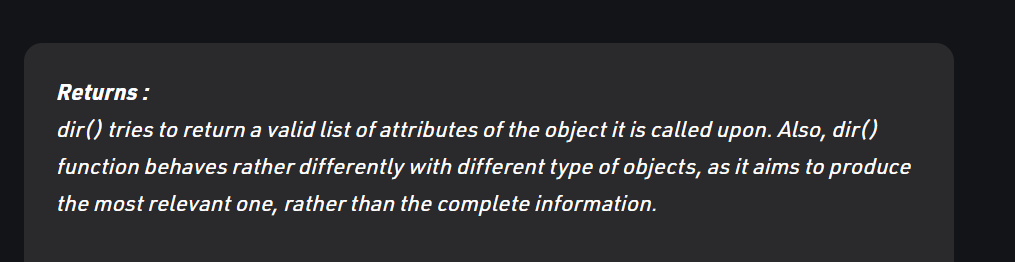 Returns :
dir() tries to return a valid list of attributes of the object it is called upon. Also, dir()
function behaves rather differently with different type of objects, as it aims to produce
the most relevant one, rather than the complete information.